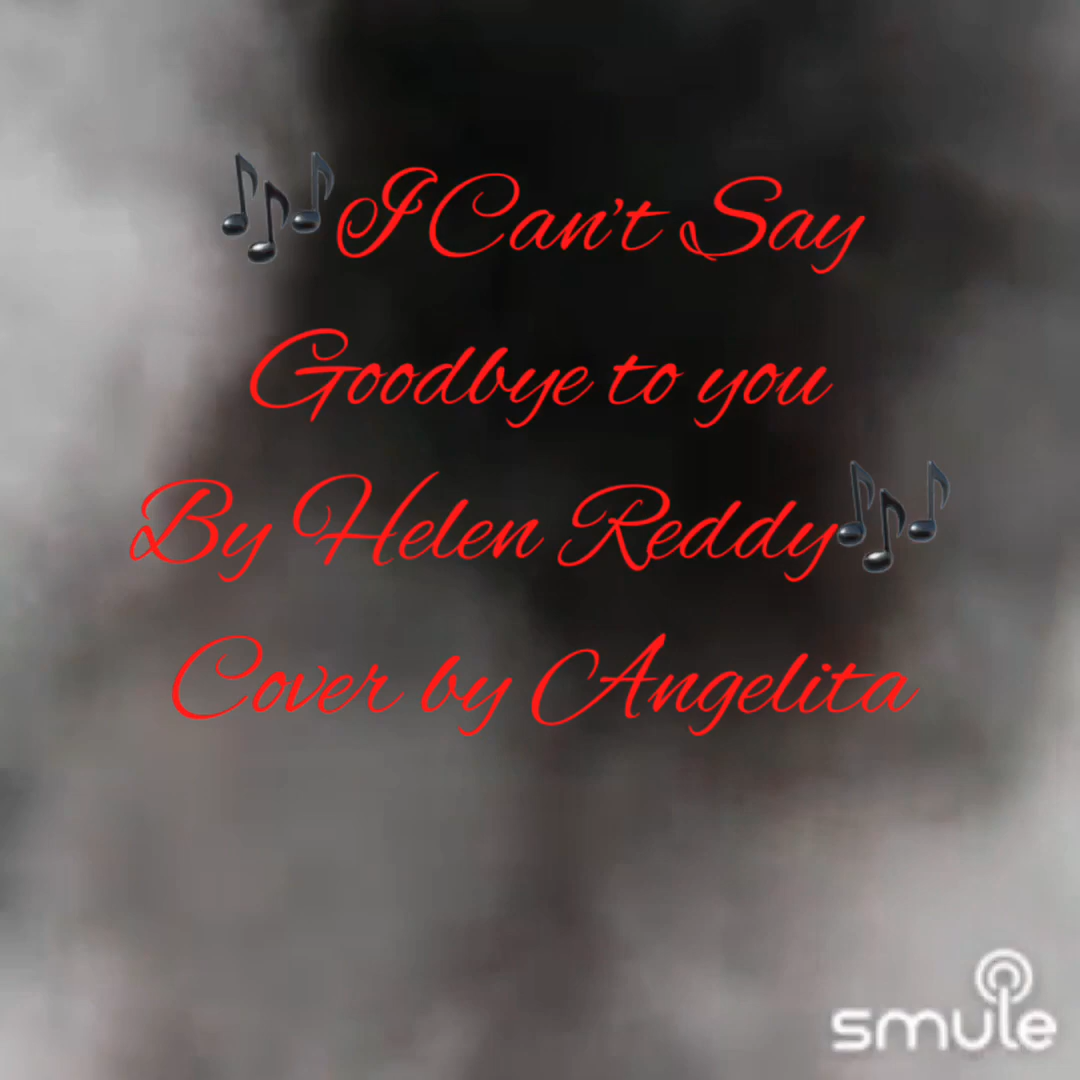 🎶I Can't Say
Goodbye to you
By Helen Reddy🎶
Cover by Angelita
smule